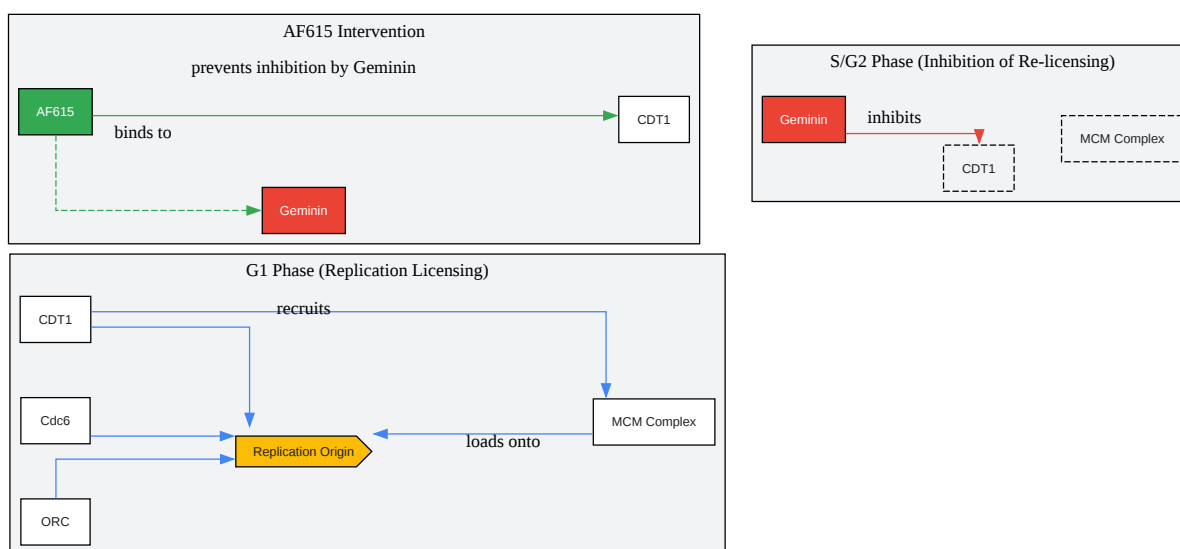 AF615 Intervention
prevents inhibition by Geminin
AF615
binds to
CDT1
Geminin
S/G2 Phase (Inhibition of Re-licensing)
Geminin
inhibits
CDT1
MCM Complex
G1 Phase (Replication Licensing)
CDT1
recruits
Cdc6
MCM Complex
loads onto
Replication Origin
ORC